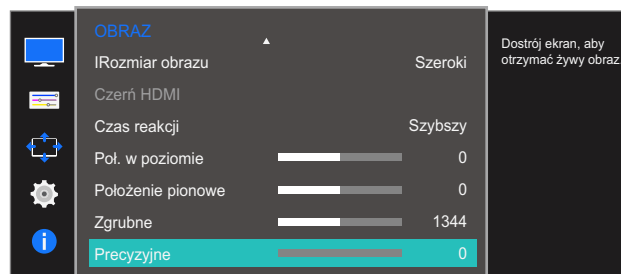 OBRAZ
IRozmiar obrazu Szeroki
Czerń HDMI
Czas reakcji Szybszy
Poł. w poziomie 0
Położenie pionowe 0
Zgrubne 1344
Precyzyjne 0
Dostrój ekran, aby
otrzymać żywy obraz